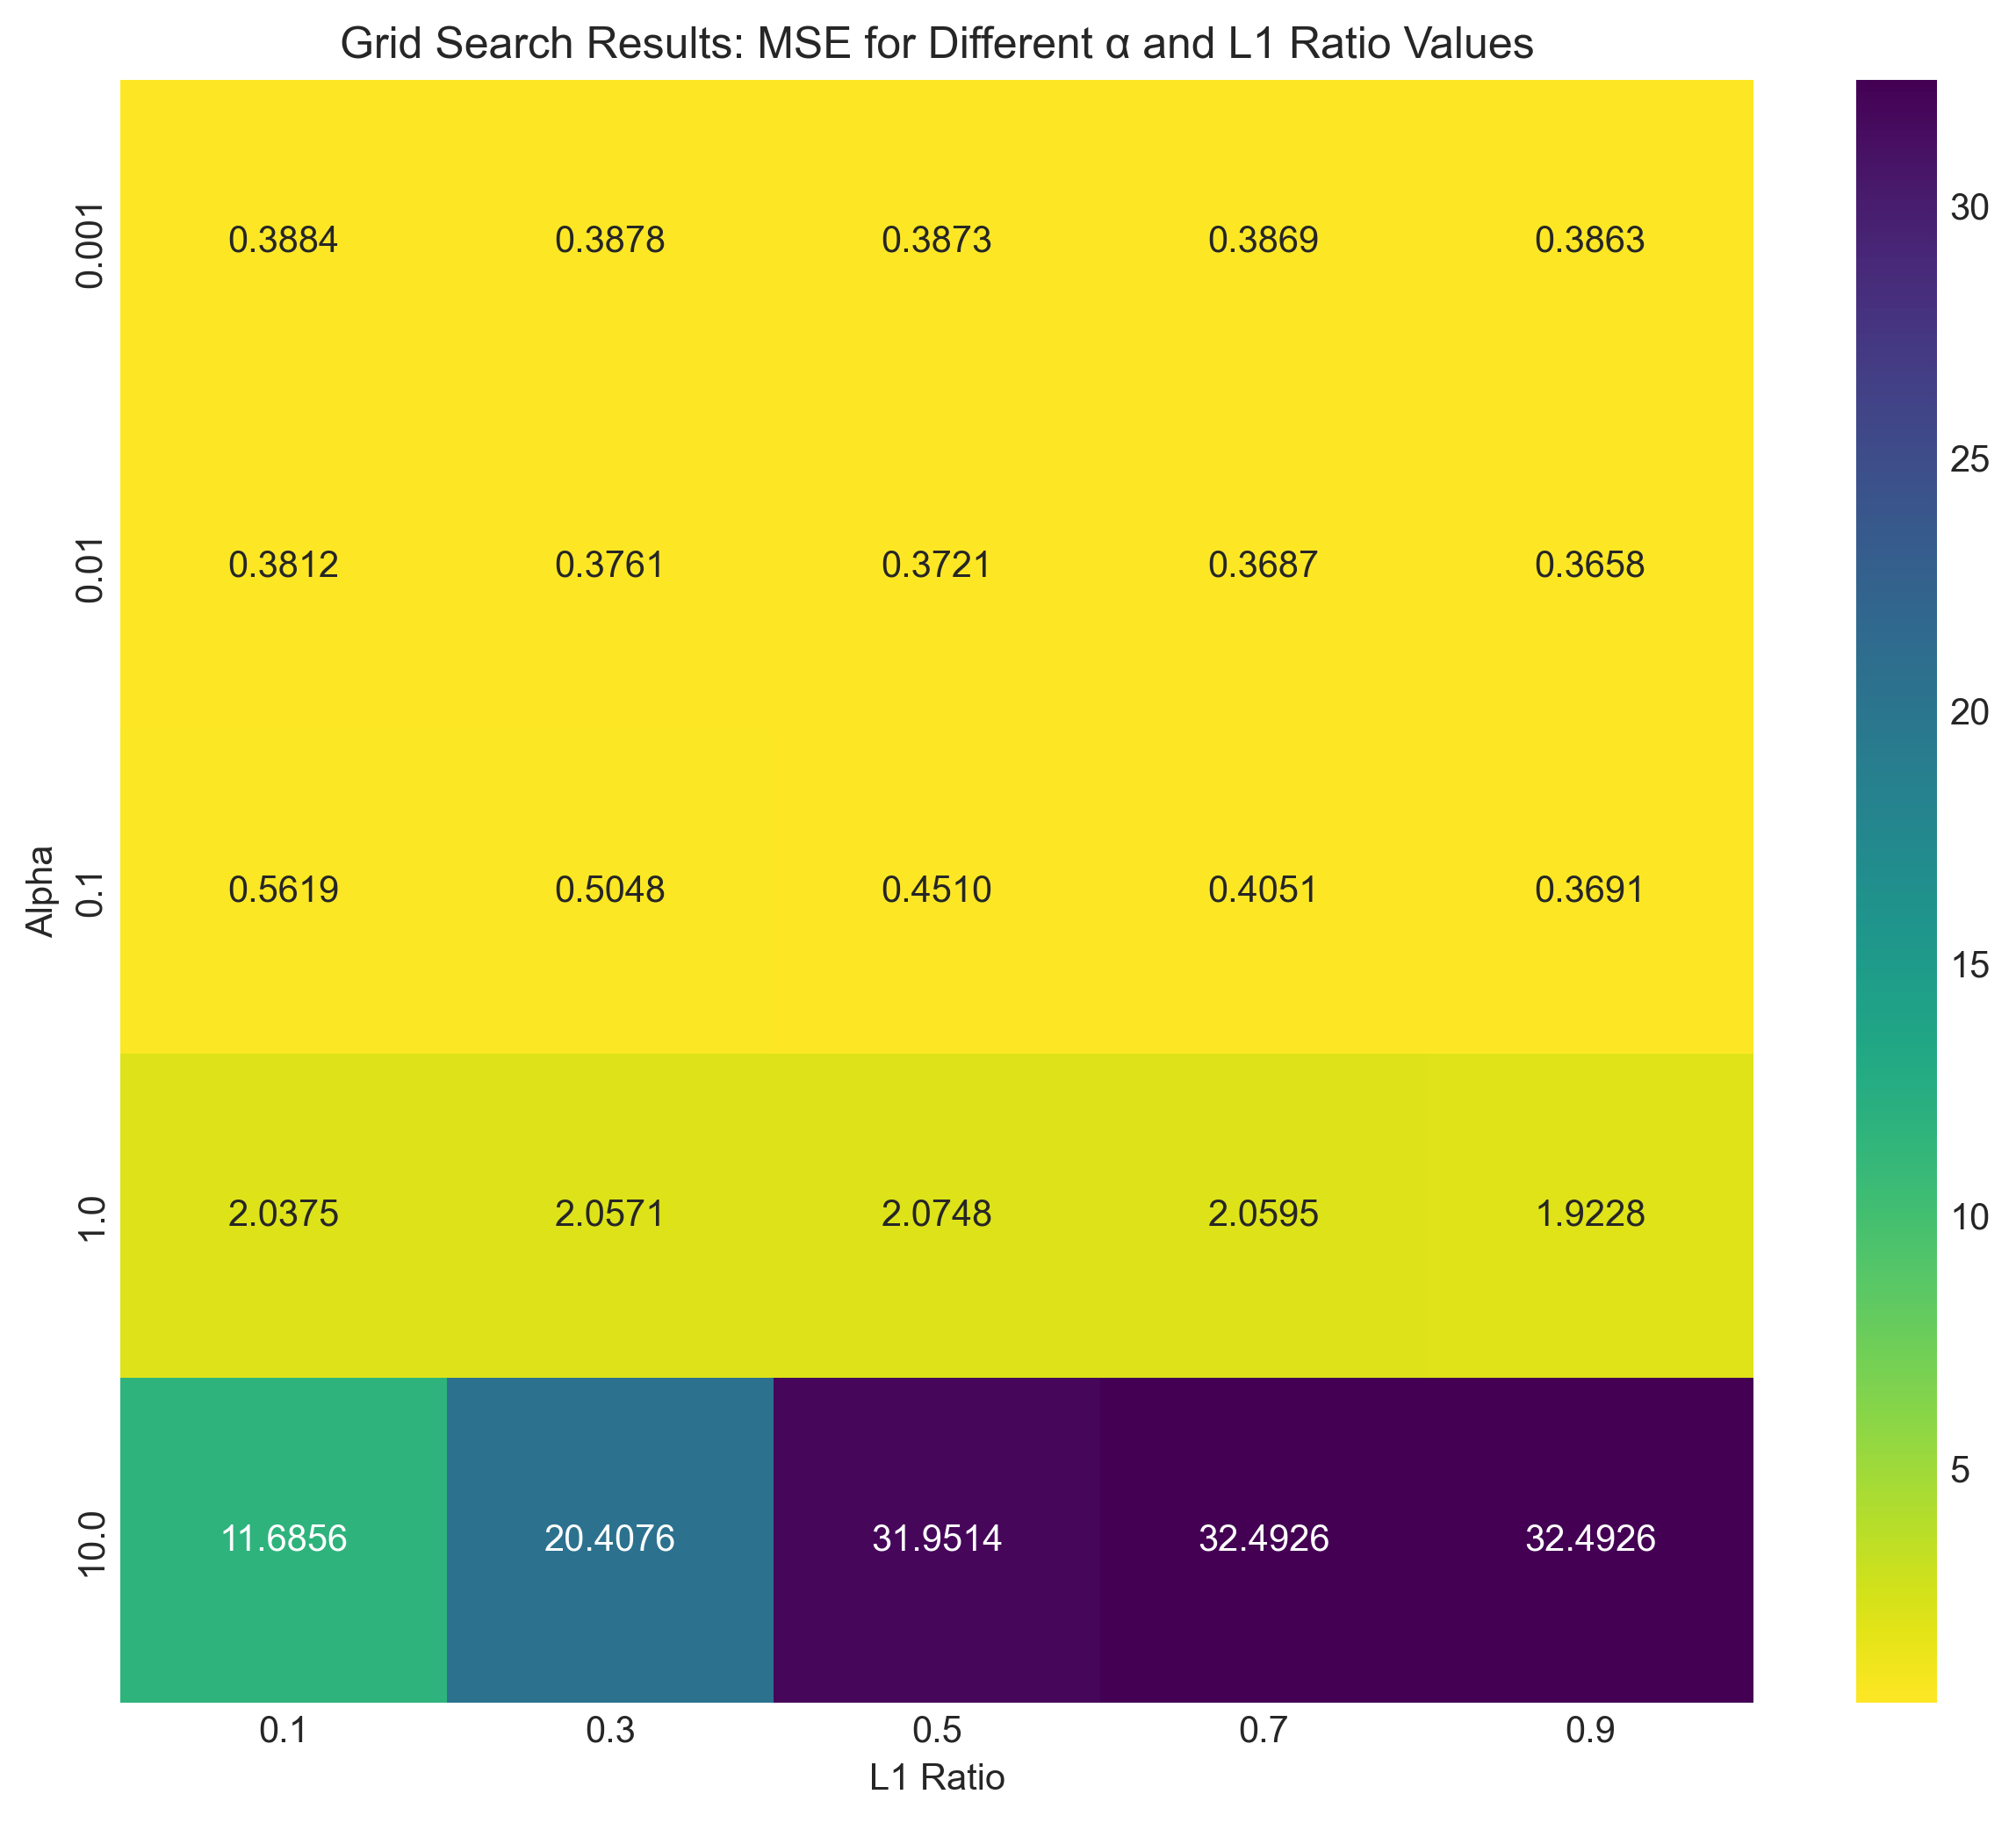 Grid Search Results: MSE for Different α and L1 Ratio Values
Alpha
0.001
0.3884 0.3878 0.3873 0.3869 0.3863
0.01
0.3812 0.3761 0.3721 0.3687 0.3658
0.1
0.5619 0.5048 0.4510 0.4051 0.3691
1.0
2.0375 2.0571 2.0748 2.0595 1.9228
10.0
11.6856 20.4076 31.9514 32.4926 32.4926
0.1 0.3 0.5 0.7 0.9
L1 Ratio
30
25
20
15
10
5